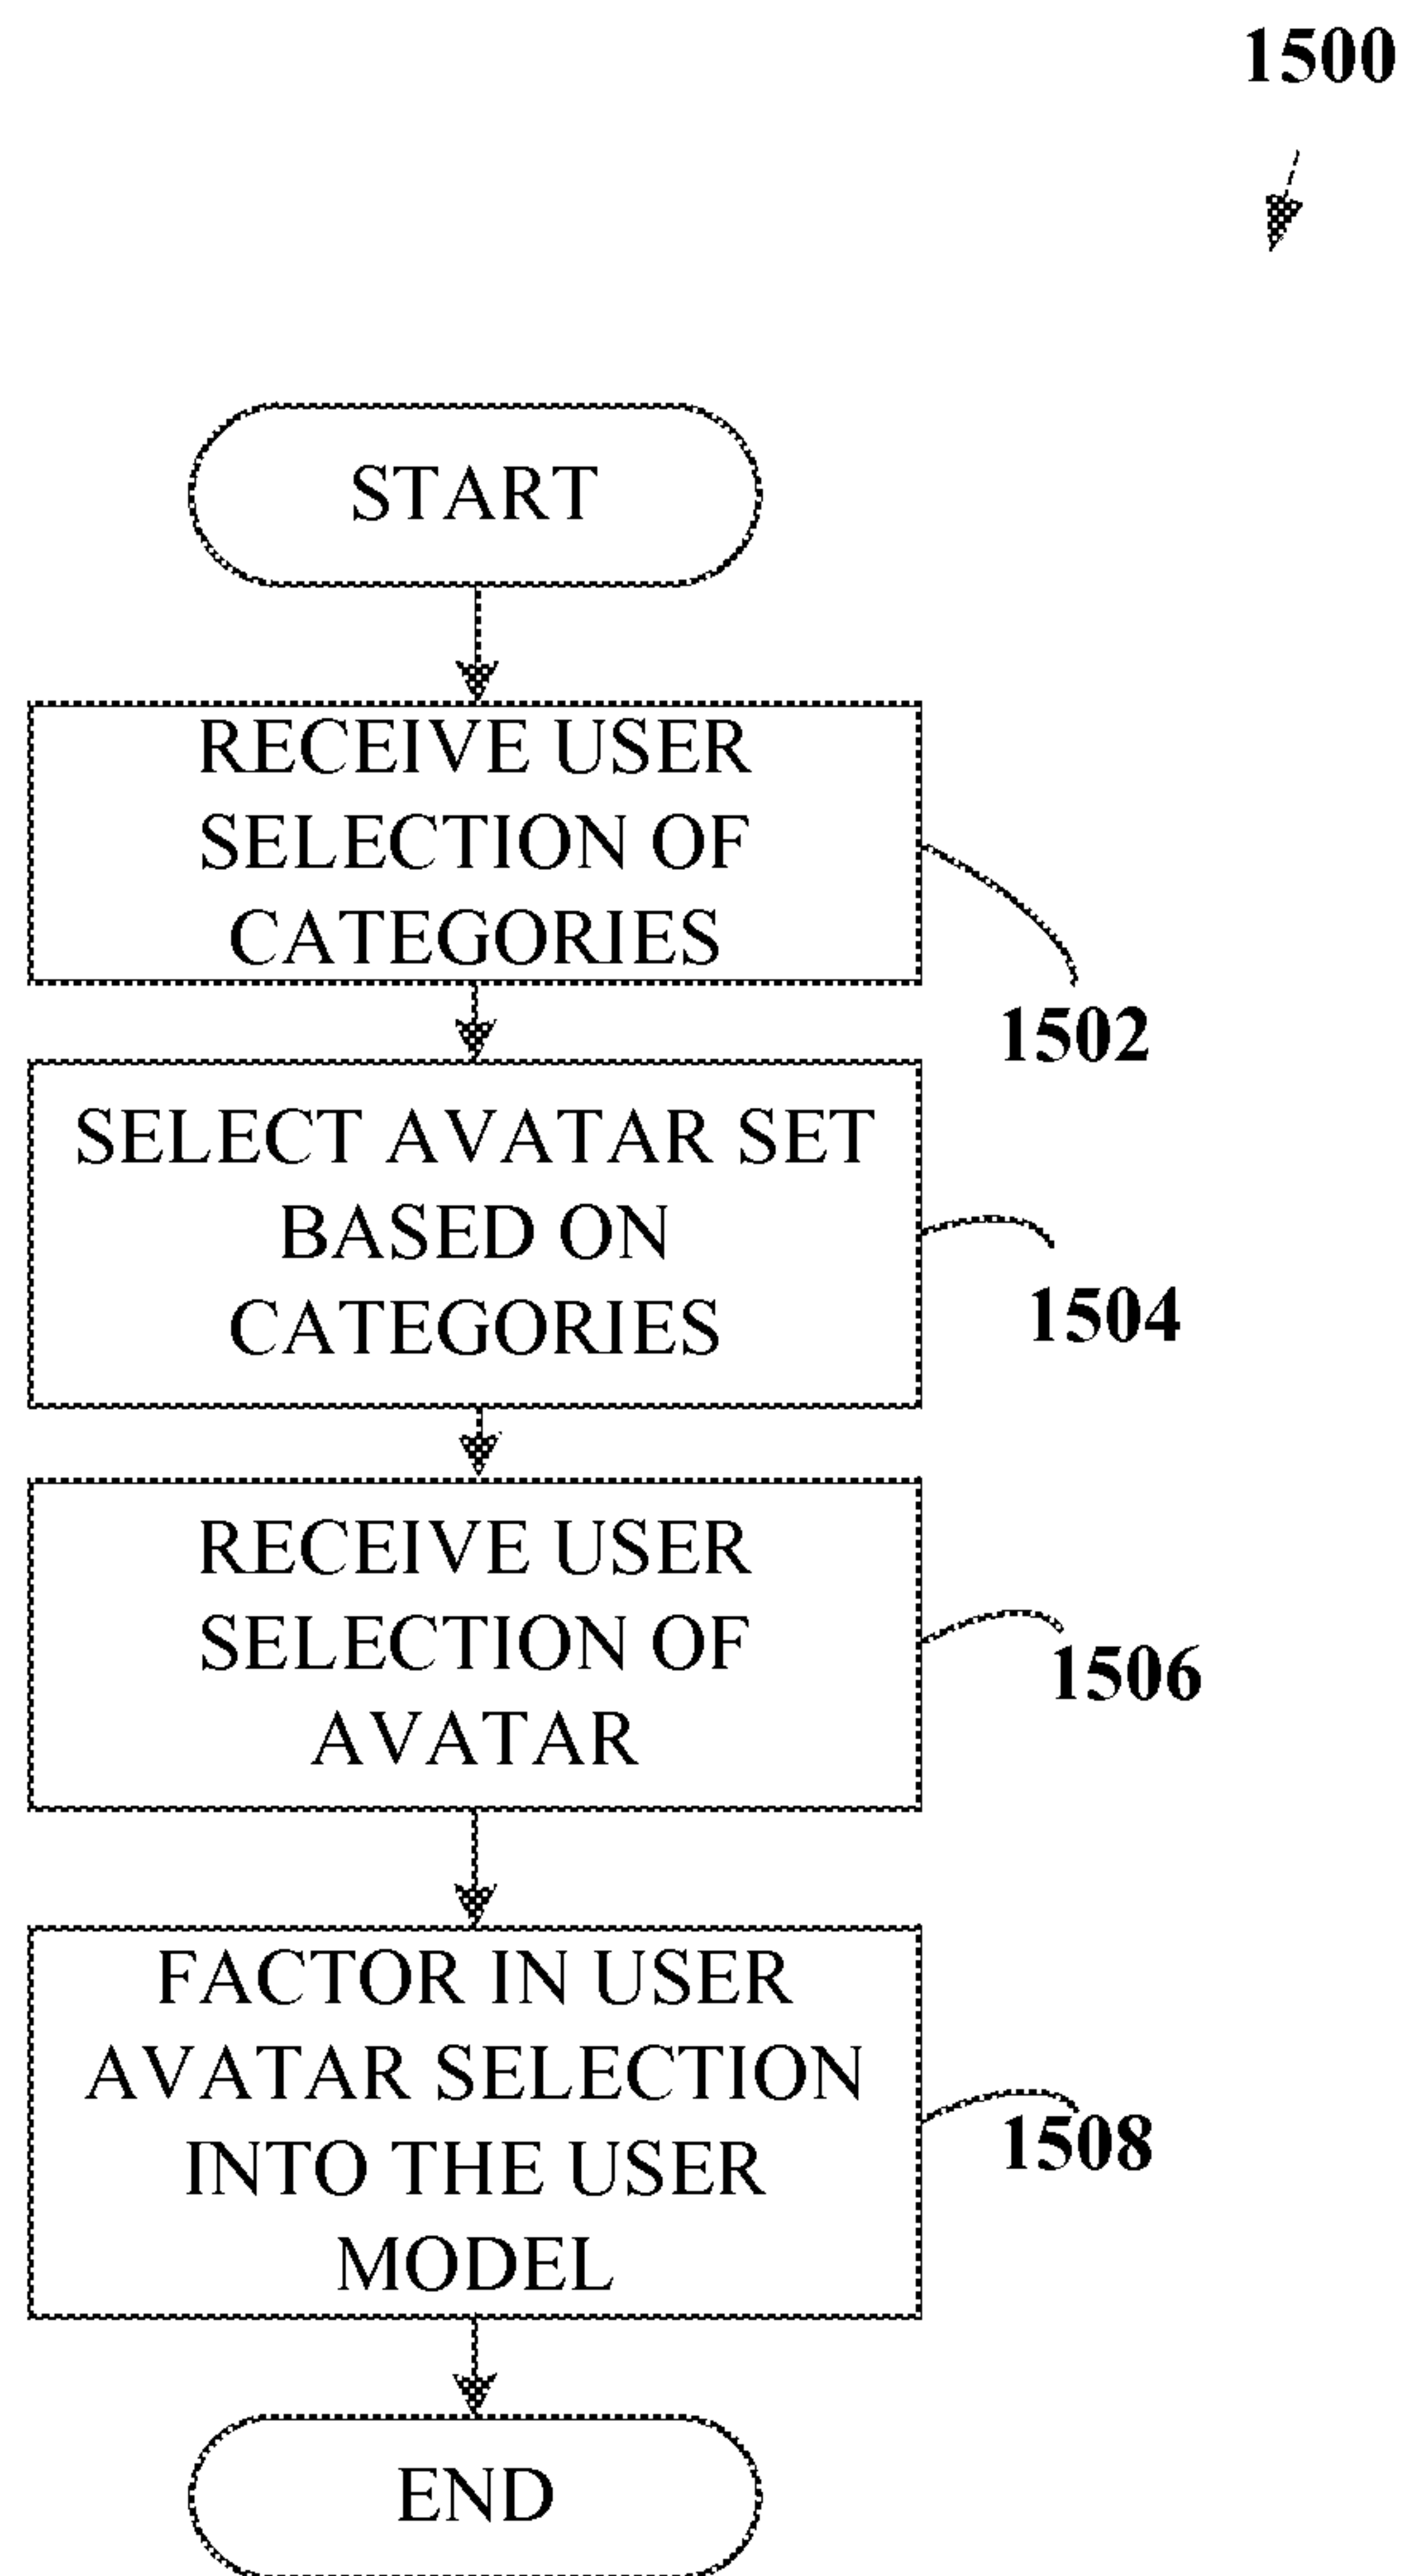 1500
START
RECEIVE USER
SELECTION OF
CATEGORIES
1502
SELECT AVATAR SET
BASED ON
CATEGORIES
1504
RECEIVE USER
SELECTION OF
AVATAR
1506
FACTOR IN USER
AVATAR SELECTION
INTO THE USER
MODEL
1508
END